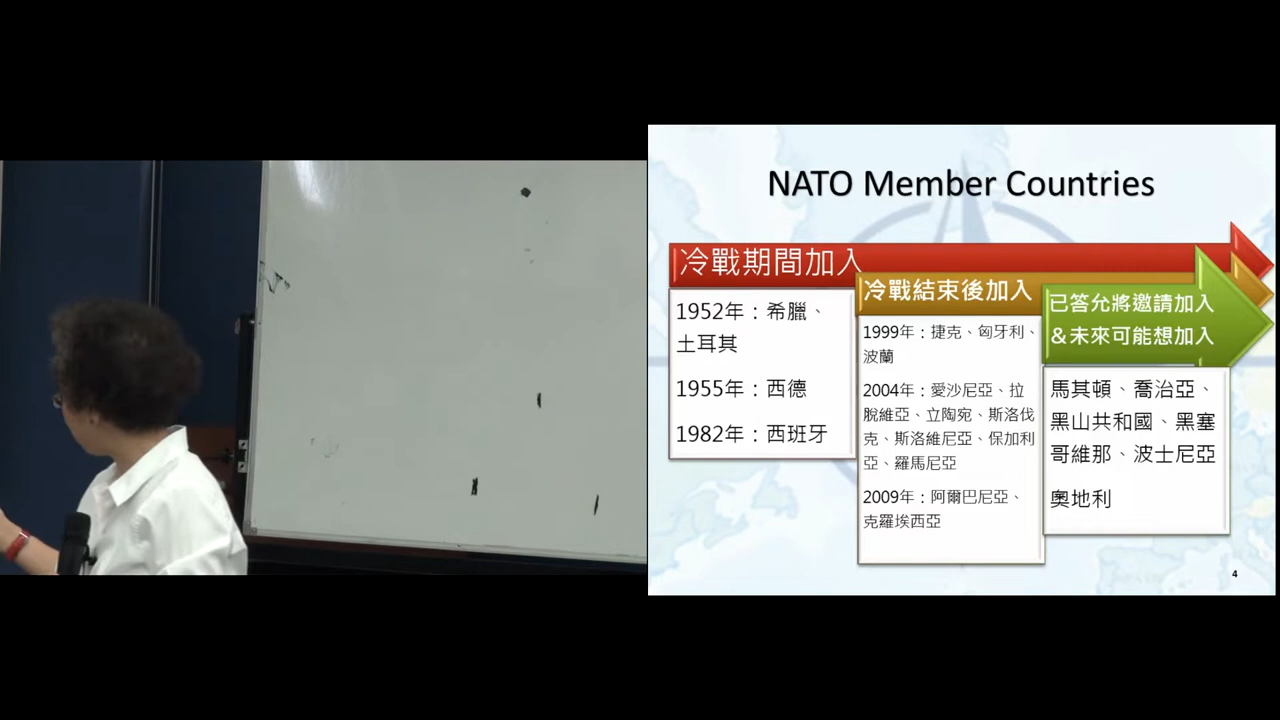 NATO Member Countries
冷戰期間加入
1952年：希臘、
土耳其
1955年：西德
1982年：西班牙
冷戰結束後加入
1999年：捷克、匈牙利、
波蘭
2004年：愛沙尼亞、拉
脫維亞、立陶宛、斯洛伐
克、斯洛維尼亞、保加利
亞、羅馬尼亞
2009年：阿爾巴尼亞、
克羅埃西亞
已答允將邀請加入
＆未來可能想加入
馬其頓、喬治亞、
黑山共和國、黑塞
哥維那、波士尼亞
奧地利
4